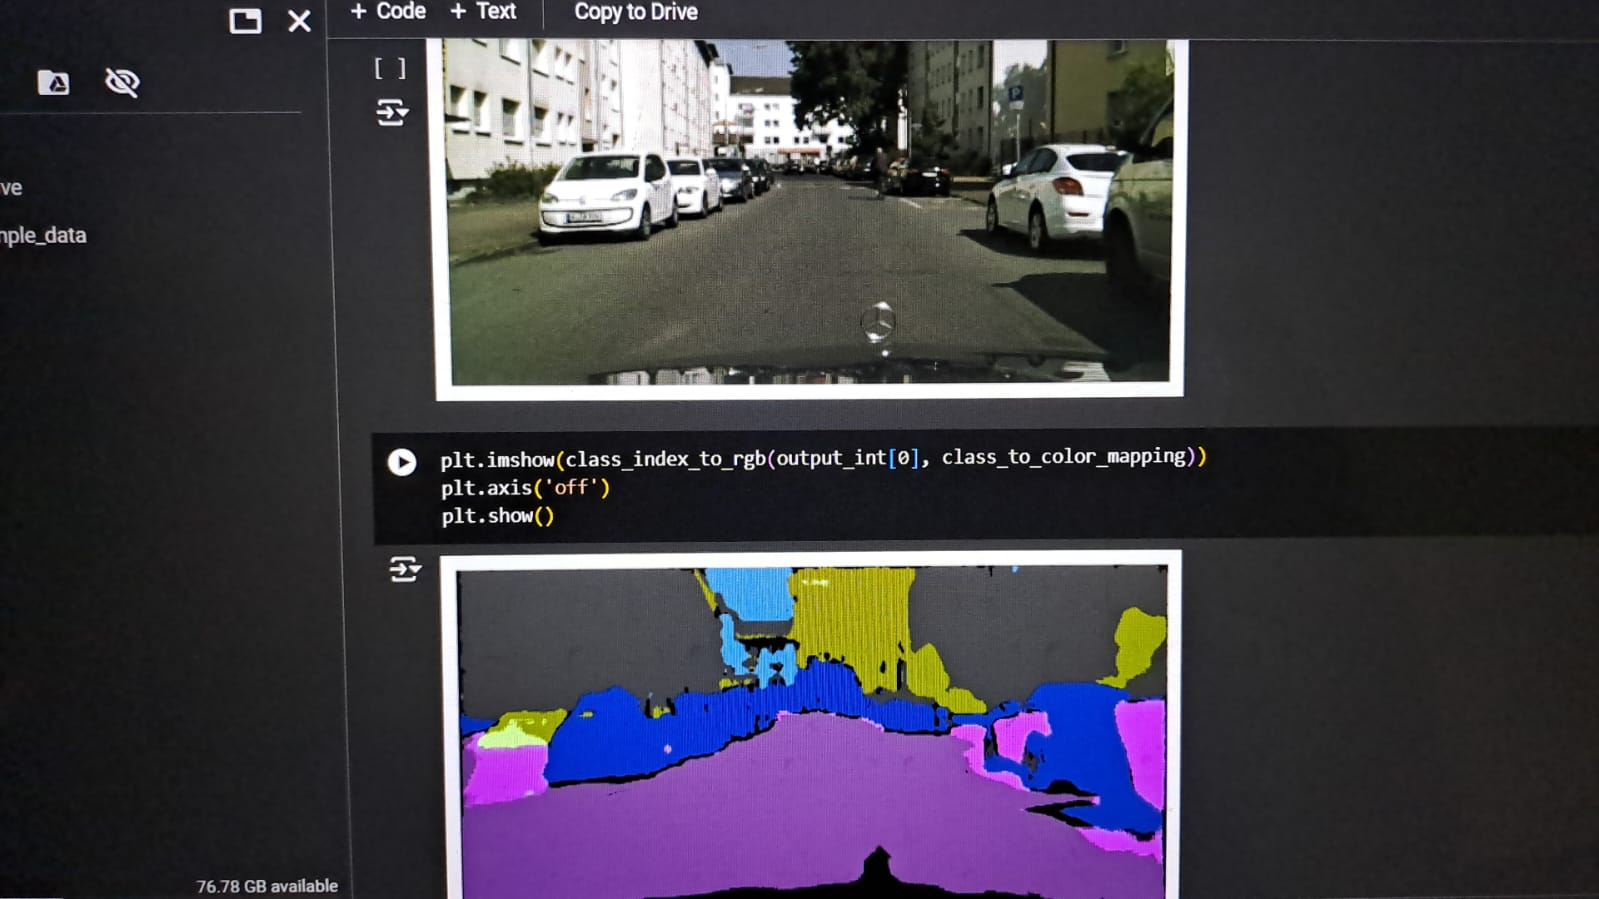 + Code + Text Copy to Drive
[ ]
ve
mple_data
P
plt.imshow(class_index_to_rgb(output_int[0], class_to_color_mapping))
plt.axis('off')
plt.show()
76.78 GB available